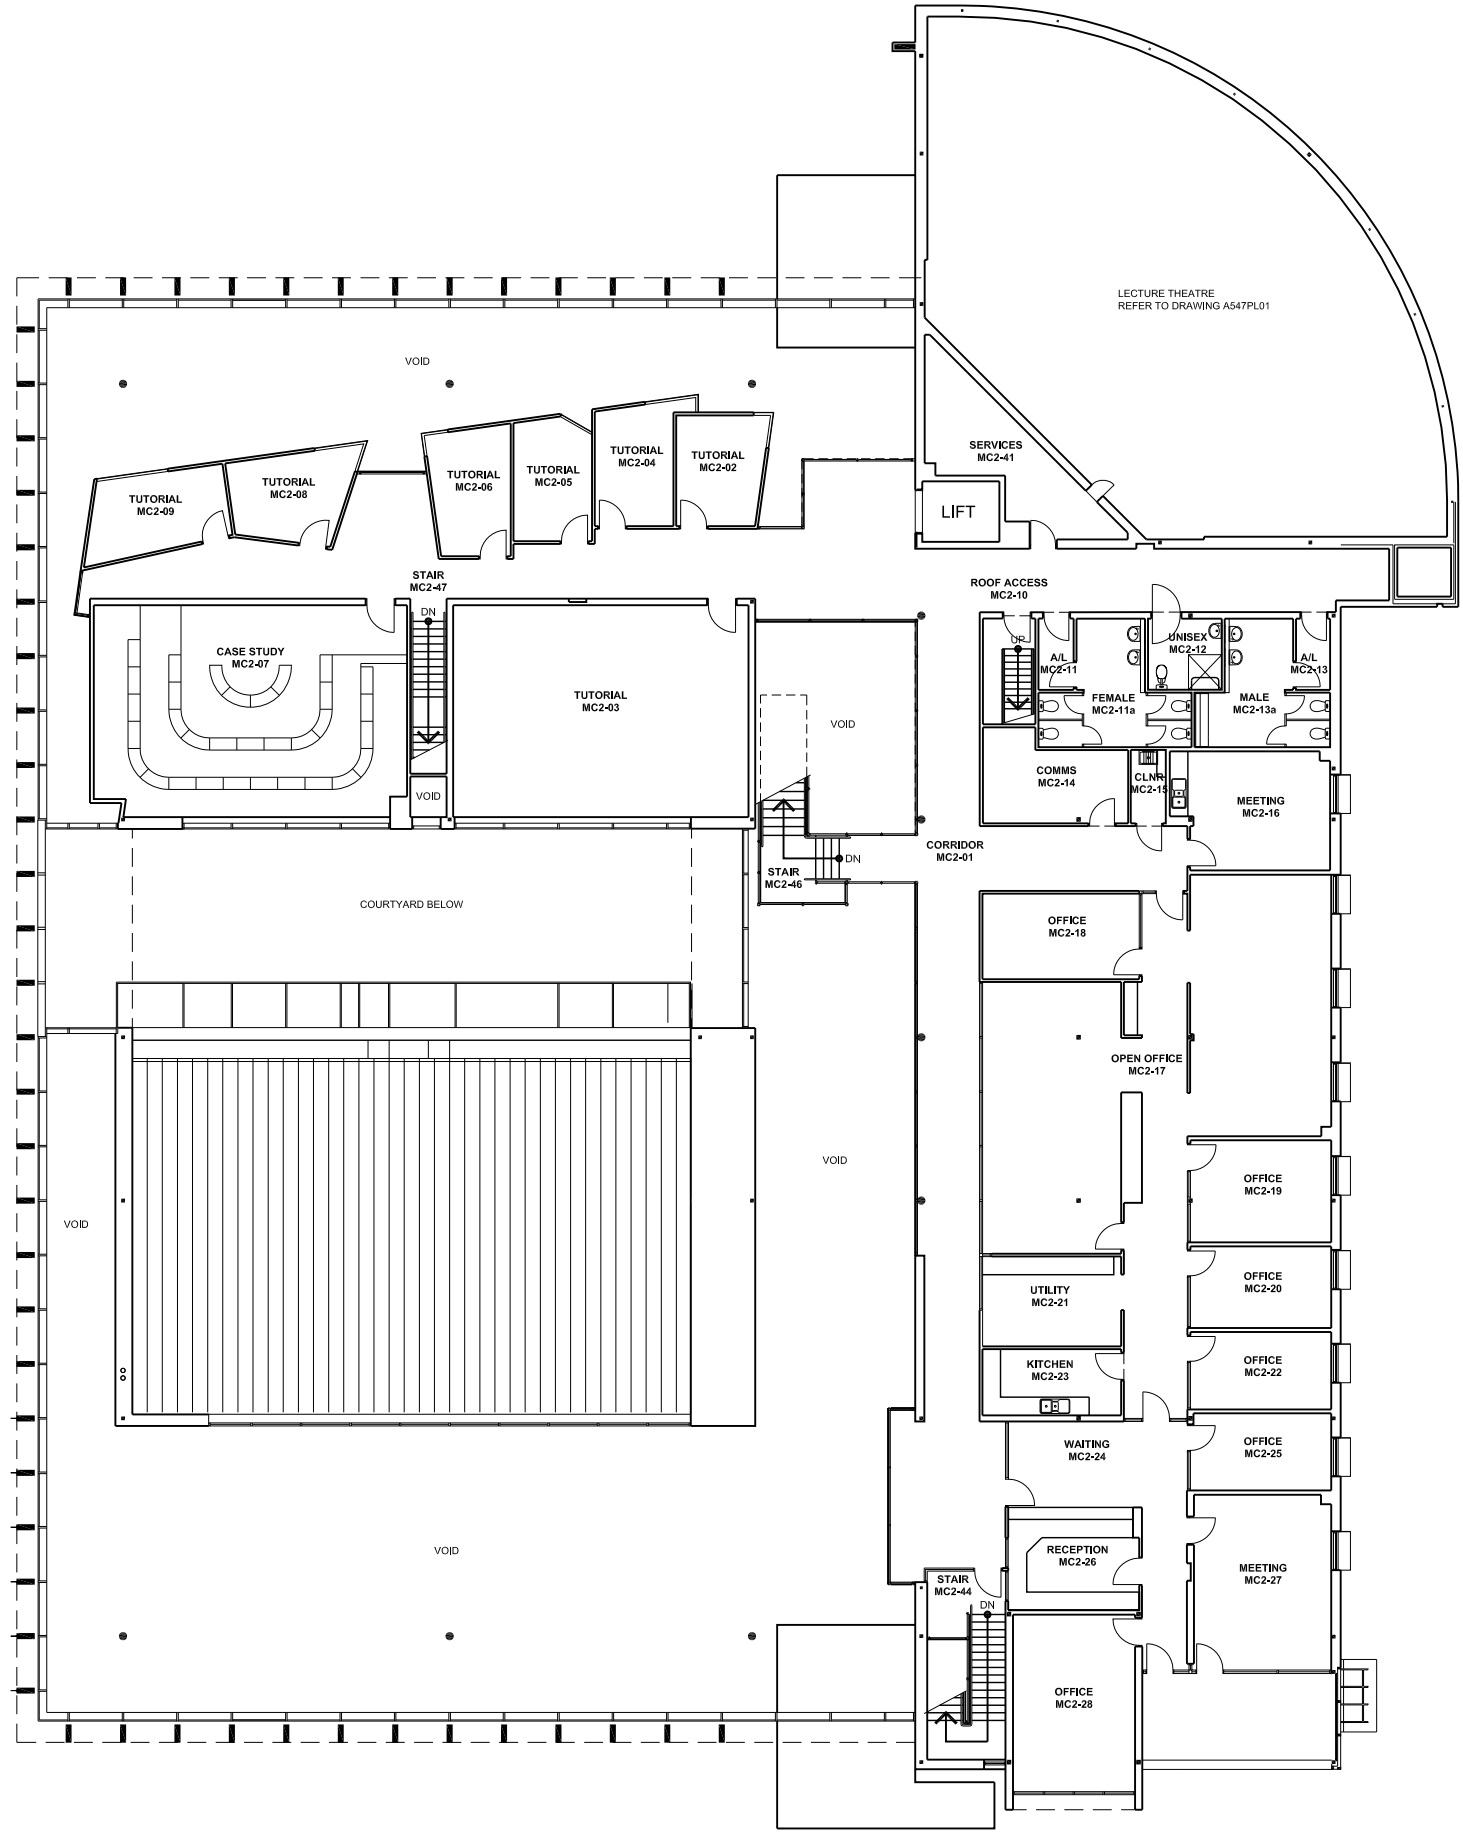 LECTURE THEATRE
REFER TO DRAWING A547PL01
VOID
SERVICES
MC2-41
LIFT
TUTORIAL
MC2-04
TUTORIAL
MC2-02
TUTORIAL
MC2-05
TUTORIAL
MC2-06
TUTORIAL
MC2-08
TUTORIAL
MC2-09
STAIR
MC2-47
DN
ROOF ACCESS
MC2-10
UP
A/L
MC2-11
UNISEX
MC2-12
A/L
MC2-13
CASE STUDY
MC2-07
TUTORIAL
MC2-03
FEMALE
MC2-11a
MALE
MC2-13a
VOID
VOID
COMMS
MC2-14
CLNR
MC2-15
MEETING
MC2-16
CORRIDOR
MC2-01
DN
STAIR
MC2-46
COURTYARD BELOW
OFFICE
MC2-18
OPEN OFFICE
MC2-17
VOID
OFFICE
MC2-19
VOID
OFFICE
MC2-20
UTILITY
MC2-21
OFFICE
MC2-22
KITCHEN
MC2-23
WAITING
MC2-24
OFFICE
MC2-25
VOID
RECEPTION
MC2-26
MEETING
MC2-27
STAIR
MC2-44
DN
OFFICE
MC2-28